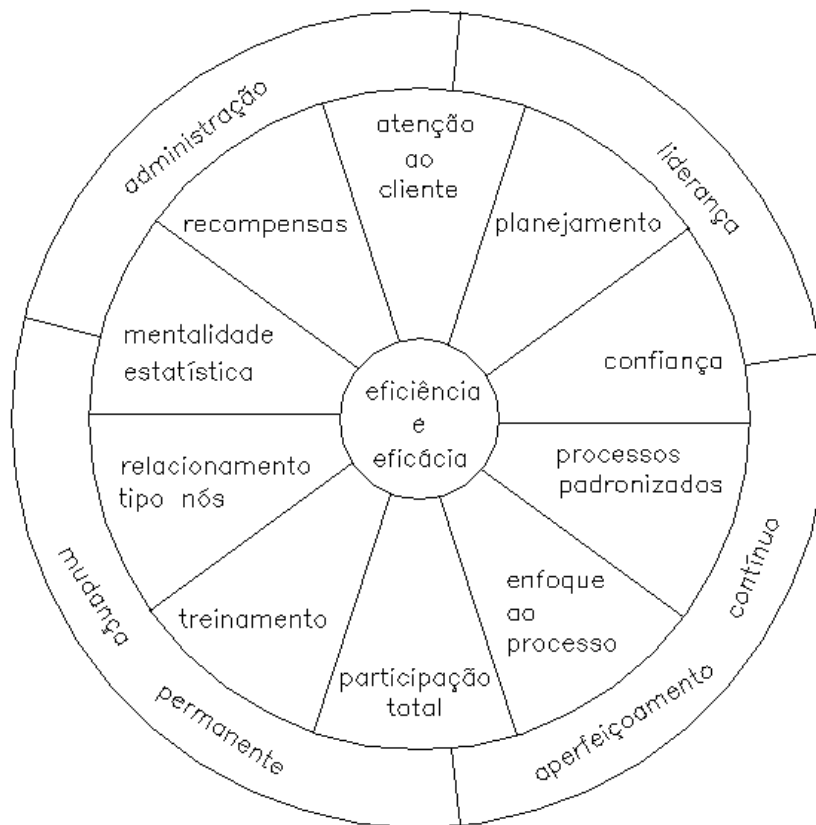 administração
liderança
atenção
ao
cliente
recompensas
planejamento
mentalidade
estatística
confiança
eficiência
e
eficácia
relacionamento
tipo nós
processos
padronizados
treinamento
enfoque
ao
processo
participação
total
mudança
permanente
aperfeiçoamento
contínuo